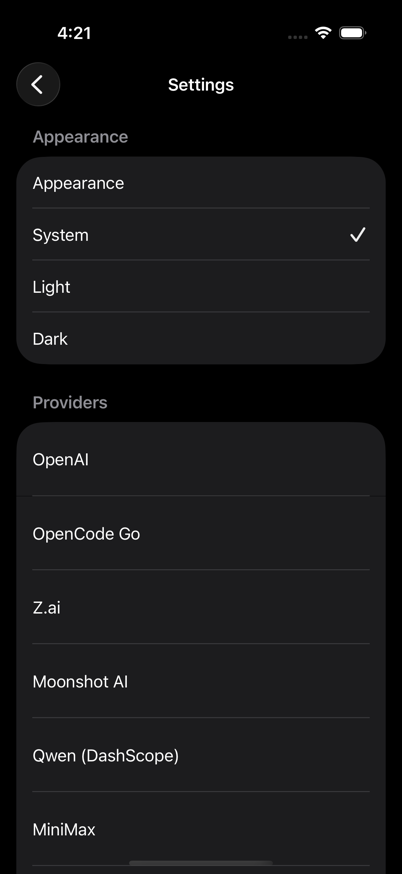 4:21
Settings
Appearance
Appearance
System
Light
Dark
Providers
OpenAI
OpenCode Go
Z.ai
Moonshot AI
Qwen (DashScope)
MiniMax